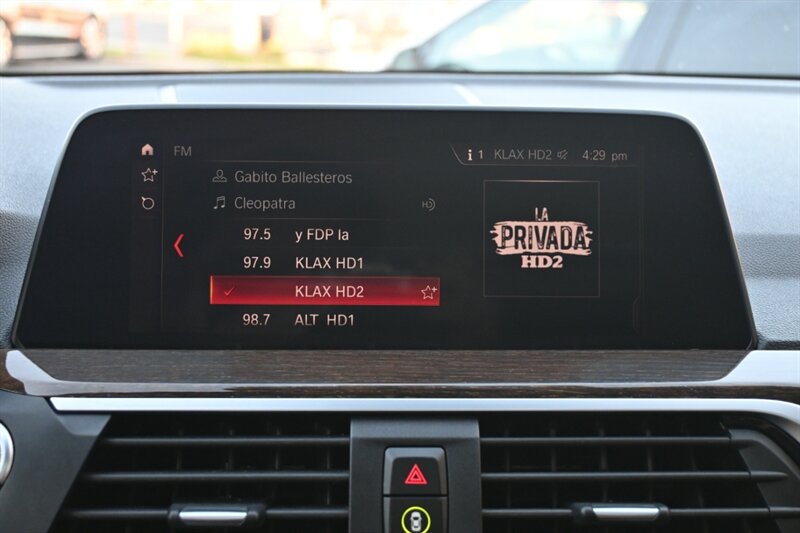 FM
i 1 KLAX HD2 4:29 pm
Gabito Ballesteros
Cleopatra
HD
97.5 y FDP la
97.9 KLAX HD1
KLAX HD2
98.7 ALT HD1
LA
PRIVADA
HD2